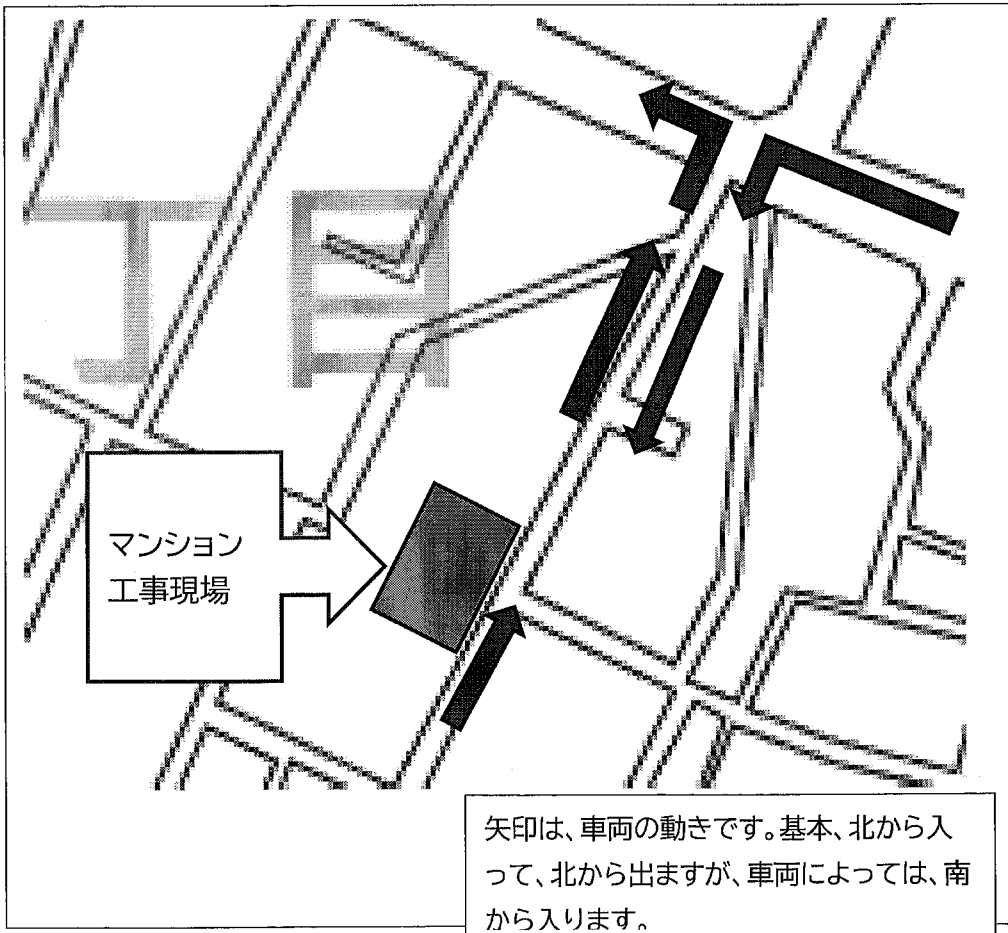 丁目
マンション
工事現場
矢印は、車両の動きです。基本、北から入
って、北から出ますが、車両によっては、南
から入ります。